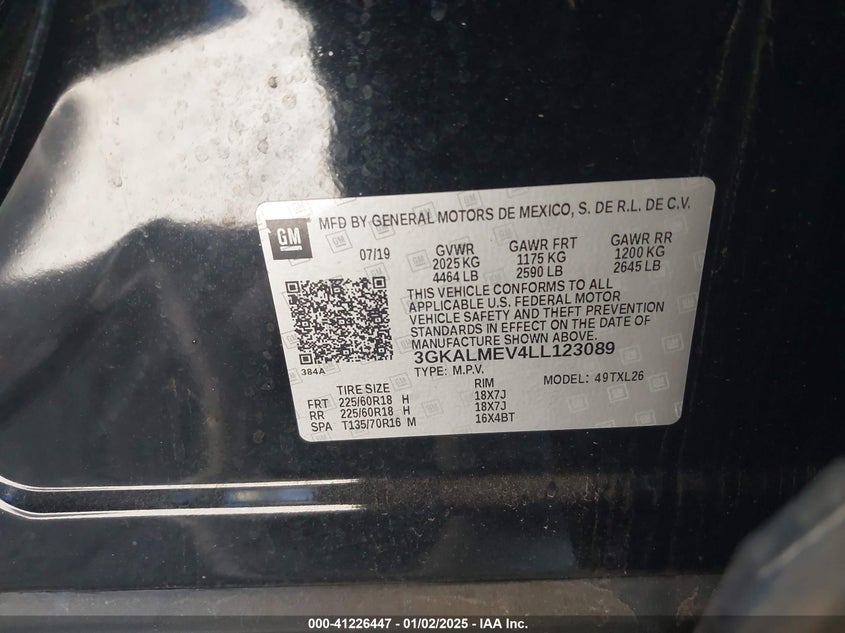 GM
MFD BY GENERAL MOTORS DE MEXICO, S. DE R.L. DE C.V.
07/19 GVWR GAWR FRT GAWR RR
2025 KG 1175 KG 1200 KG
4464 LB 2590 LB 2645 LB
THIS VEHICLE CONFORMS TO ALL
APPLICABLE U.S. FEDERAL MOTOR
VEHICLE SAFETY AND THEFT PREVENTION
STANDARDS IN EFFECT ON THE DATE OF
MANUFACTURE SHOWN ABOVE.
3GKALMEV4LL123089
384A
TYPE: M.P.V. MODEL: 49TXL26
TIRE SIZE RIM
FRT 225/60R18 H 18X7J
RR 225/60R18 H 18X7J
SPA T135/70R16 M 16X4BT
000-41226447 - 01/02/2025 - IAA Inc.